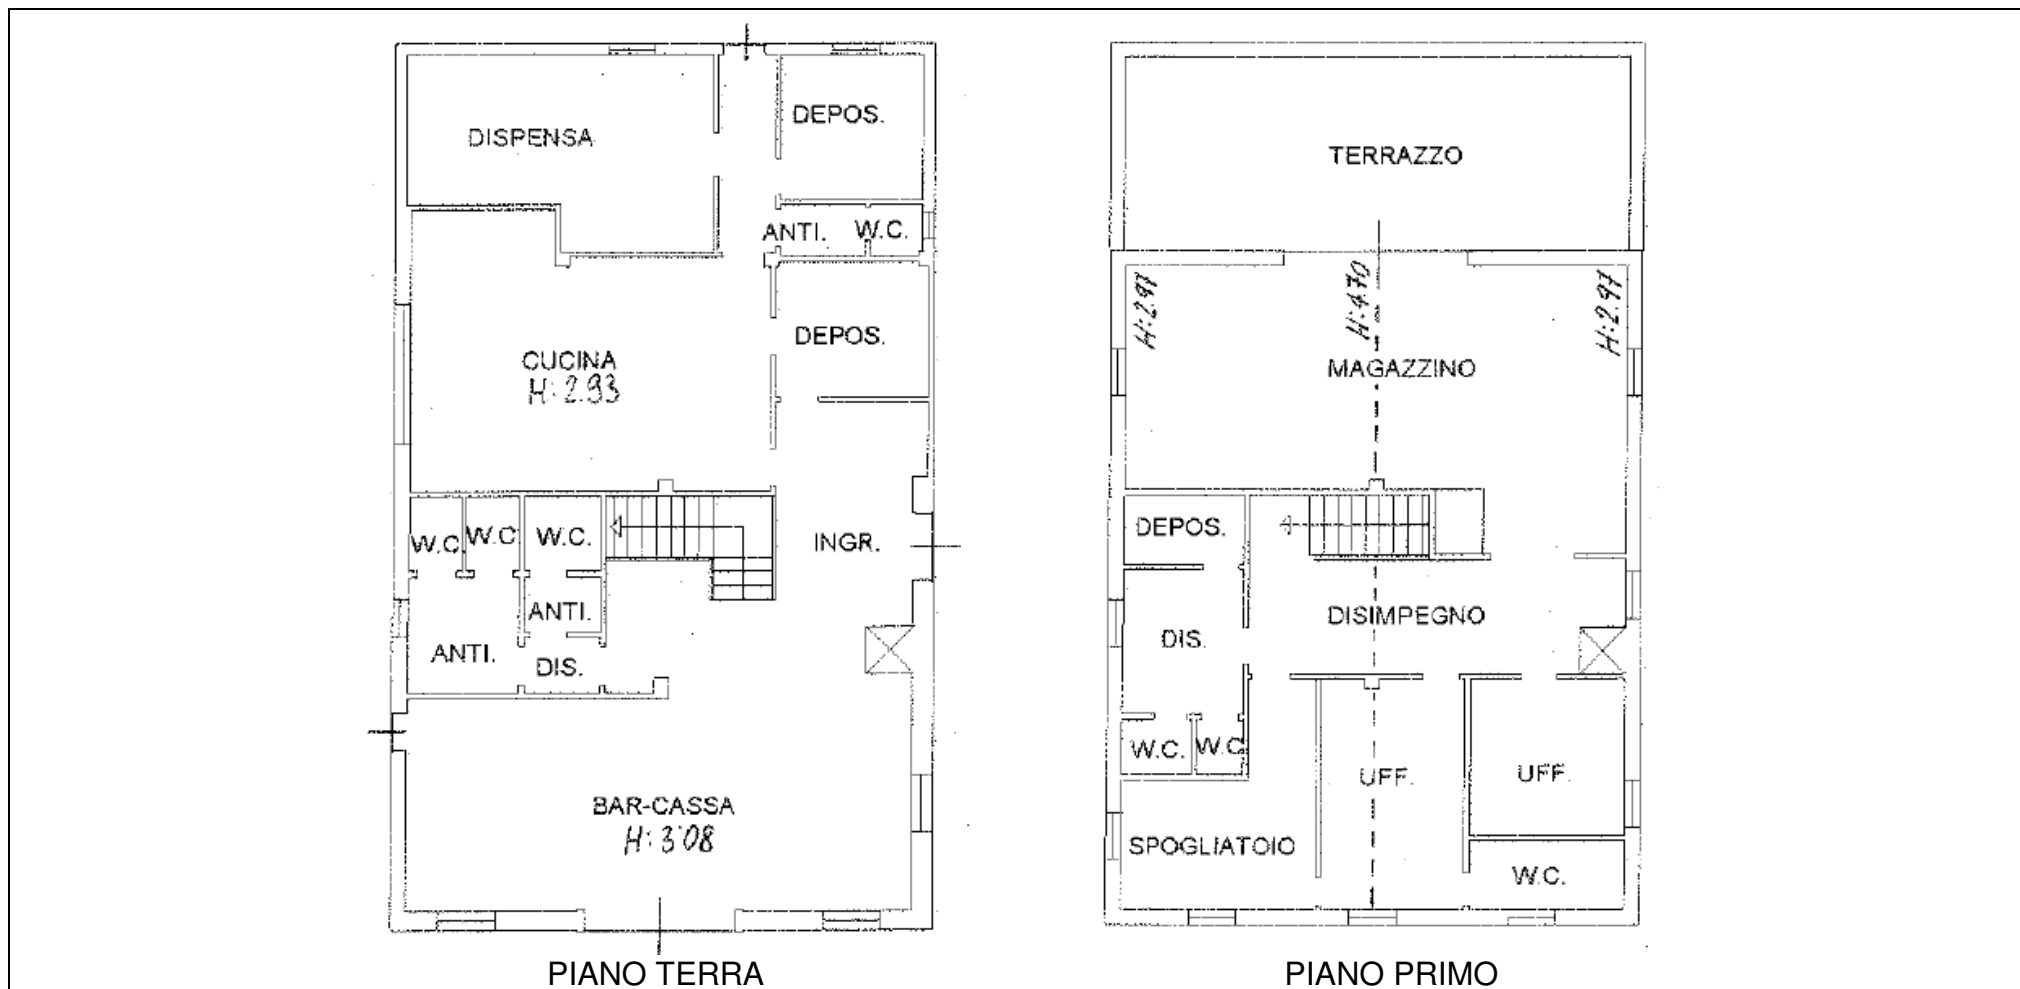 DISPENSA
DEPOS.
ANTI.
W.C.
DEPOS.
CUCINA
H: 2.93
W.C.
W.C.
W.C.
INGR.
ANTI.
ANTI.
DIS.
BAR-CASSA
H: 3'08
PIANO TERRA
TERRAZZO
H: 2.97
H: 4.70
H: 2.97
MAGAZZINO
DEPOS.
DISIMPEGNO
DIS.
W.C.
W.C.
UFF.
UFF.
SPOGLIATOIO
W.C.
PIANO PRIMO